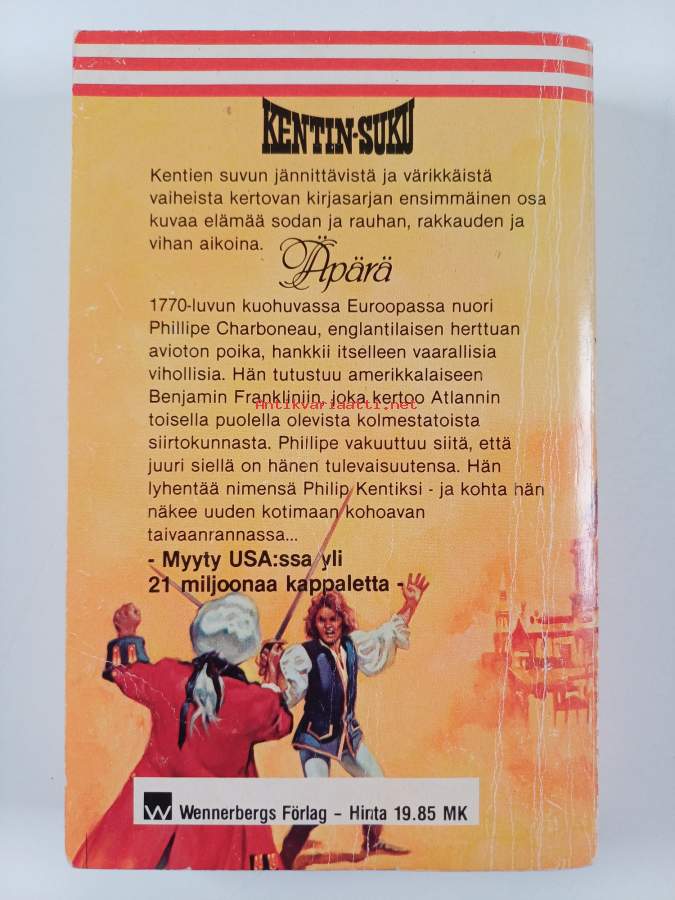 KENTIN-SUKU
Kentien suvun jännittävistä ja värikkäistä
vaiheista kertovan kirjasarjan ensimmäinen osa
kuvaa elämää sodan ja rauhan, rakkauden ja
vihan aikoina.
Äpärä
1770-luvun kuohuvassa Euroopassa nuori
Phillipe Charboneau, englantilaisen herttuan
avioton poika, hankkii itselleen vaarallisia
vihollisia. Hän tutustuu amerikkalaiseen
Benjamin Frankliniin, joka kertoo Atlannin
Antikvariaatti.net
toisella puolella olevista kolmestatoista
siirtokunnasta. Phillipe vakuuttuu siitä, että
juuri siellä on hänen tulevaisuutensa. Hän
lyhentää nimensä Philip Kentiksi - ja kohta hän
näkee uuden kotimaan kohoavan
taivaanrannassa...
- Myyty USA:ssa yli
21 miljoonaa kappaletta -
W Wennerbergs Förlag - Hinta 19.85 MK